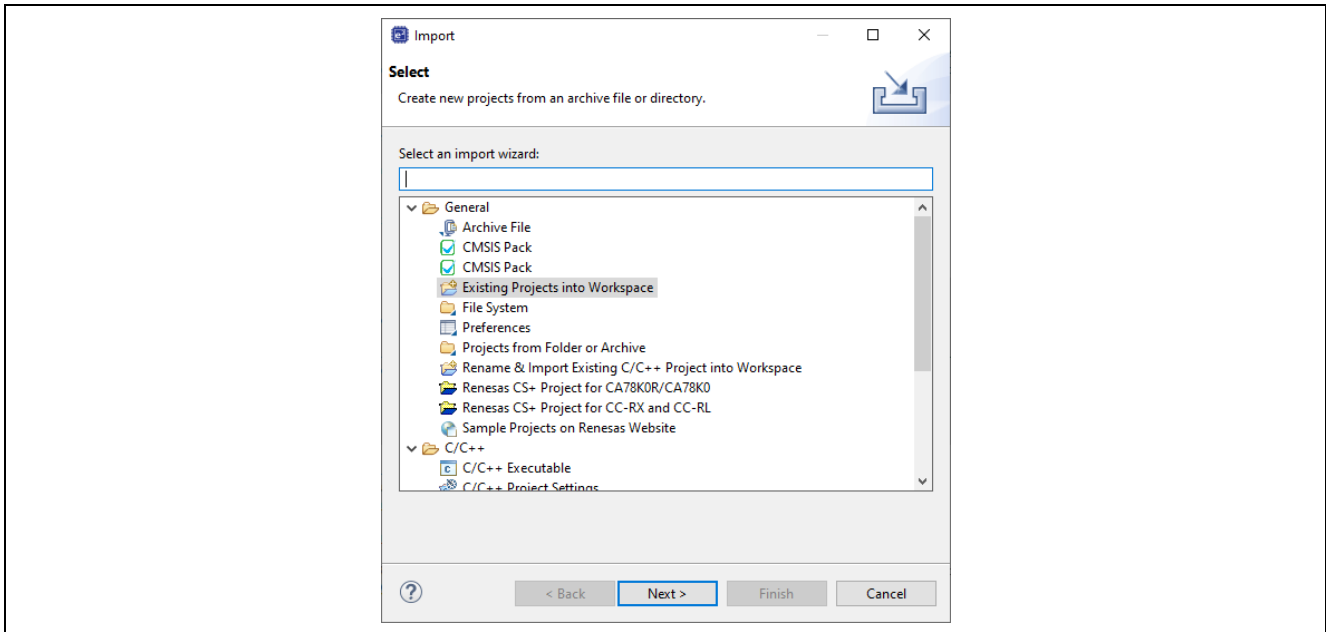 Import
Select
Create new projects from an archive file or directory.
Select an import wizard:
General
Archive File
CMSIS Pack
CMSIS Pack
Existing Projects into Workspace
File System
Preferences
Projects from Folder or Archive
Rename & Import Existing C/C++ Project into Workspace
Renesas CS+ Project for CA78K0R/CA78K0
Renesas CS+ Project for CC-RX and CC-RL
Sample Projects on Renesas Website
C/C++
C/C++ Executable
C/C++ Project Settings
< Back Next > Finish Cancel